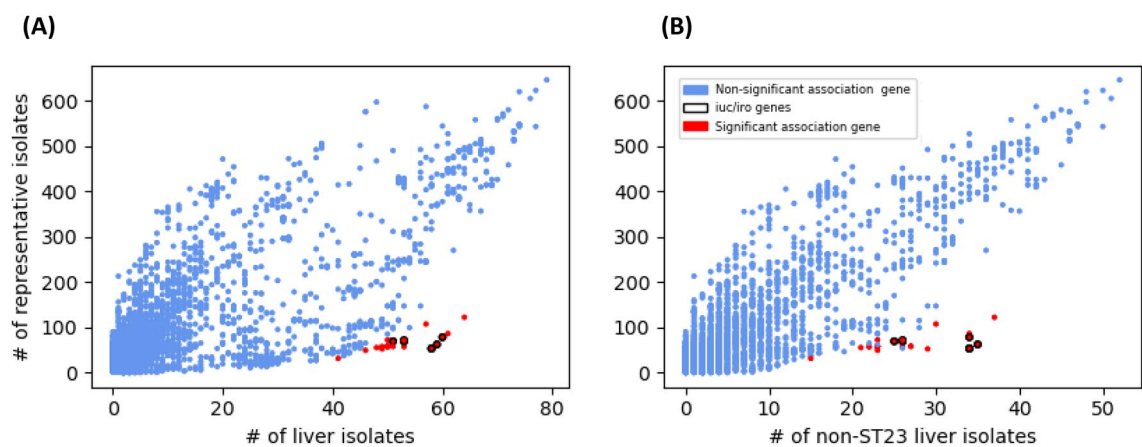 (A)
(B)
# of representative isolates
600
500
400
300
200
100
0
0 20 40 60 80
# of liver isolates
Non-significant association gene
iuc/iro genes
Significant association gene
600
500
400
300
200
100
0
0 10 20 30 40 50
# of non-ST23 liver isolates